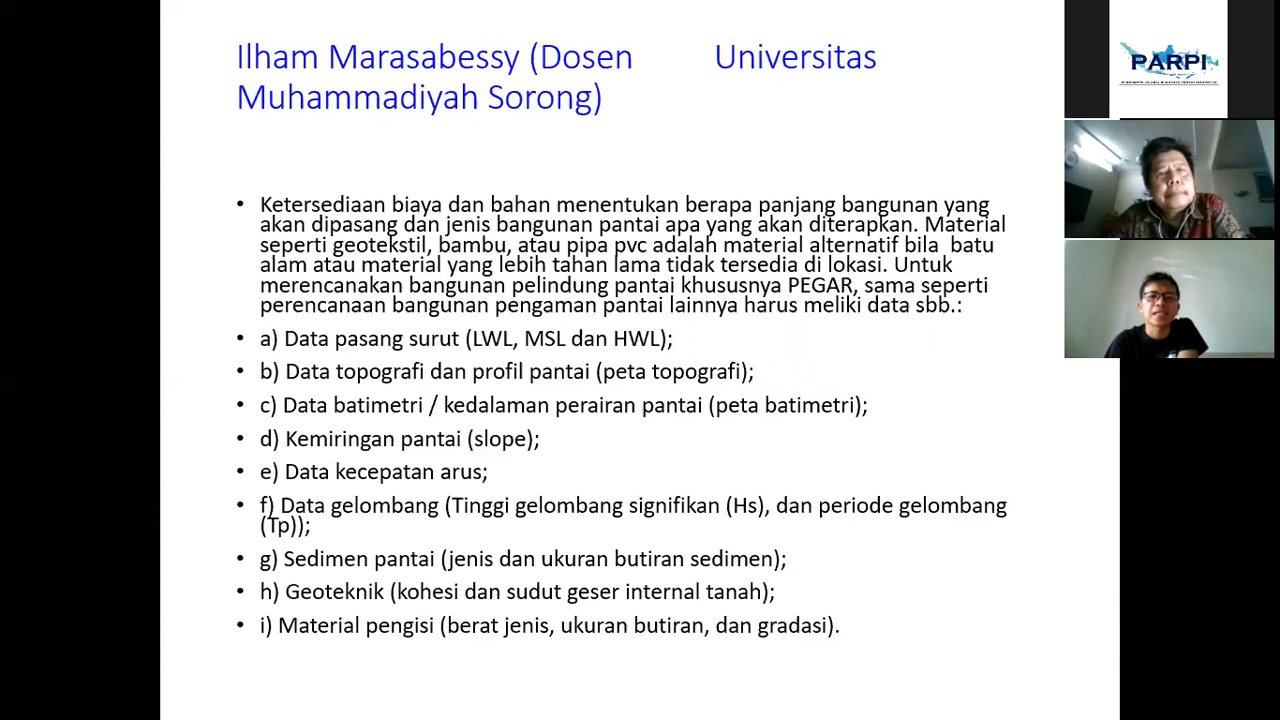 Ilham Marasabessy (Dosen Universitas
Muhammadiyah Sorong)
• Ketersediaan biaya dan bahan menentukan berapa panjang bangunan yang
akan dipasang dan jenis bangunan pantai apa yang akan diterapkan. Material
seperti geotekstil, bambu, atau pipa pvc adalah material alternatif bila batu
alam atau material yang lebih tahan lama tidak tersedia di lokasi. Untuk
merencanakan bangunan pelindung pantai khususnya PEGAR, sama seperti
perencanaan bangunan pengaman pantai lainnya harus meliki data sbb.:
• a) Data pasang surut (LWL, MSL dan HWL);
• b) Data topografi dan profil pantai (peta topografi);
• c) Data batimetri / kedalaman perairan pantai (peta batimetri);
• d) Kemiringan pantai (slope);
• e) Data kecepatan arus;
• f) Data gelombang (Tinggi gelombang signifikan (Hs), dan periode gelombang
(Tp));
• g) Sedimen pantai (jenis dan ukuran butiran sedimen);
• h) Geoteknik (kohesi dan sudut geser internal tanah);
• i) Material pengisi (berat jenis, ukuran butiran, dan gradasi).
PARPI